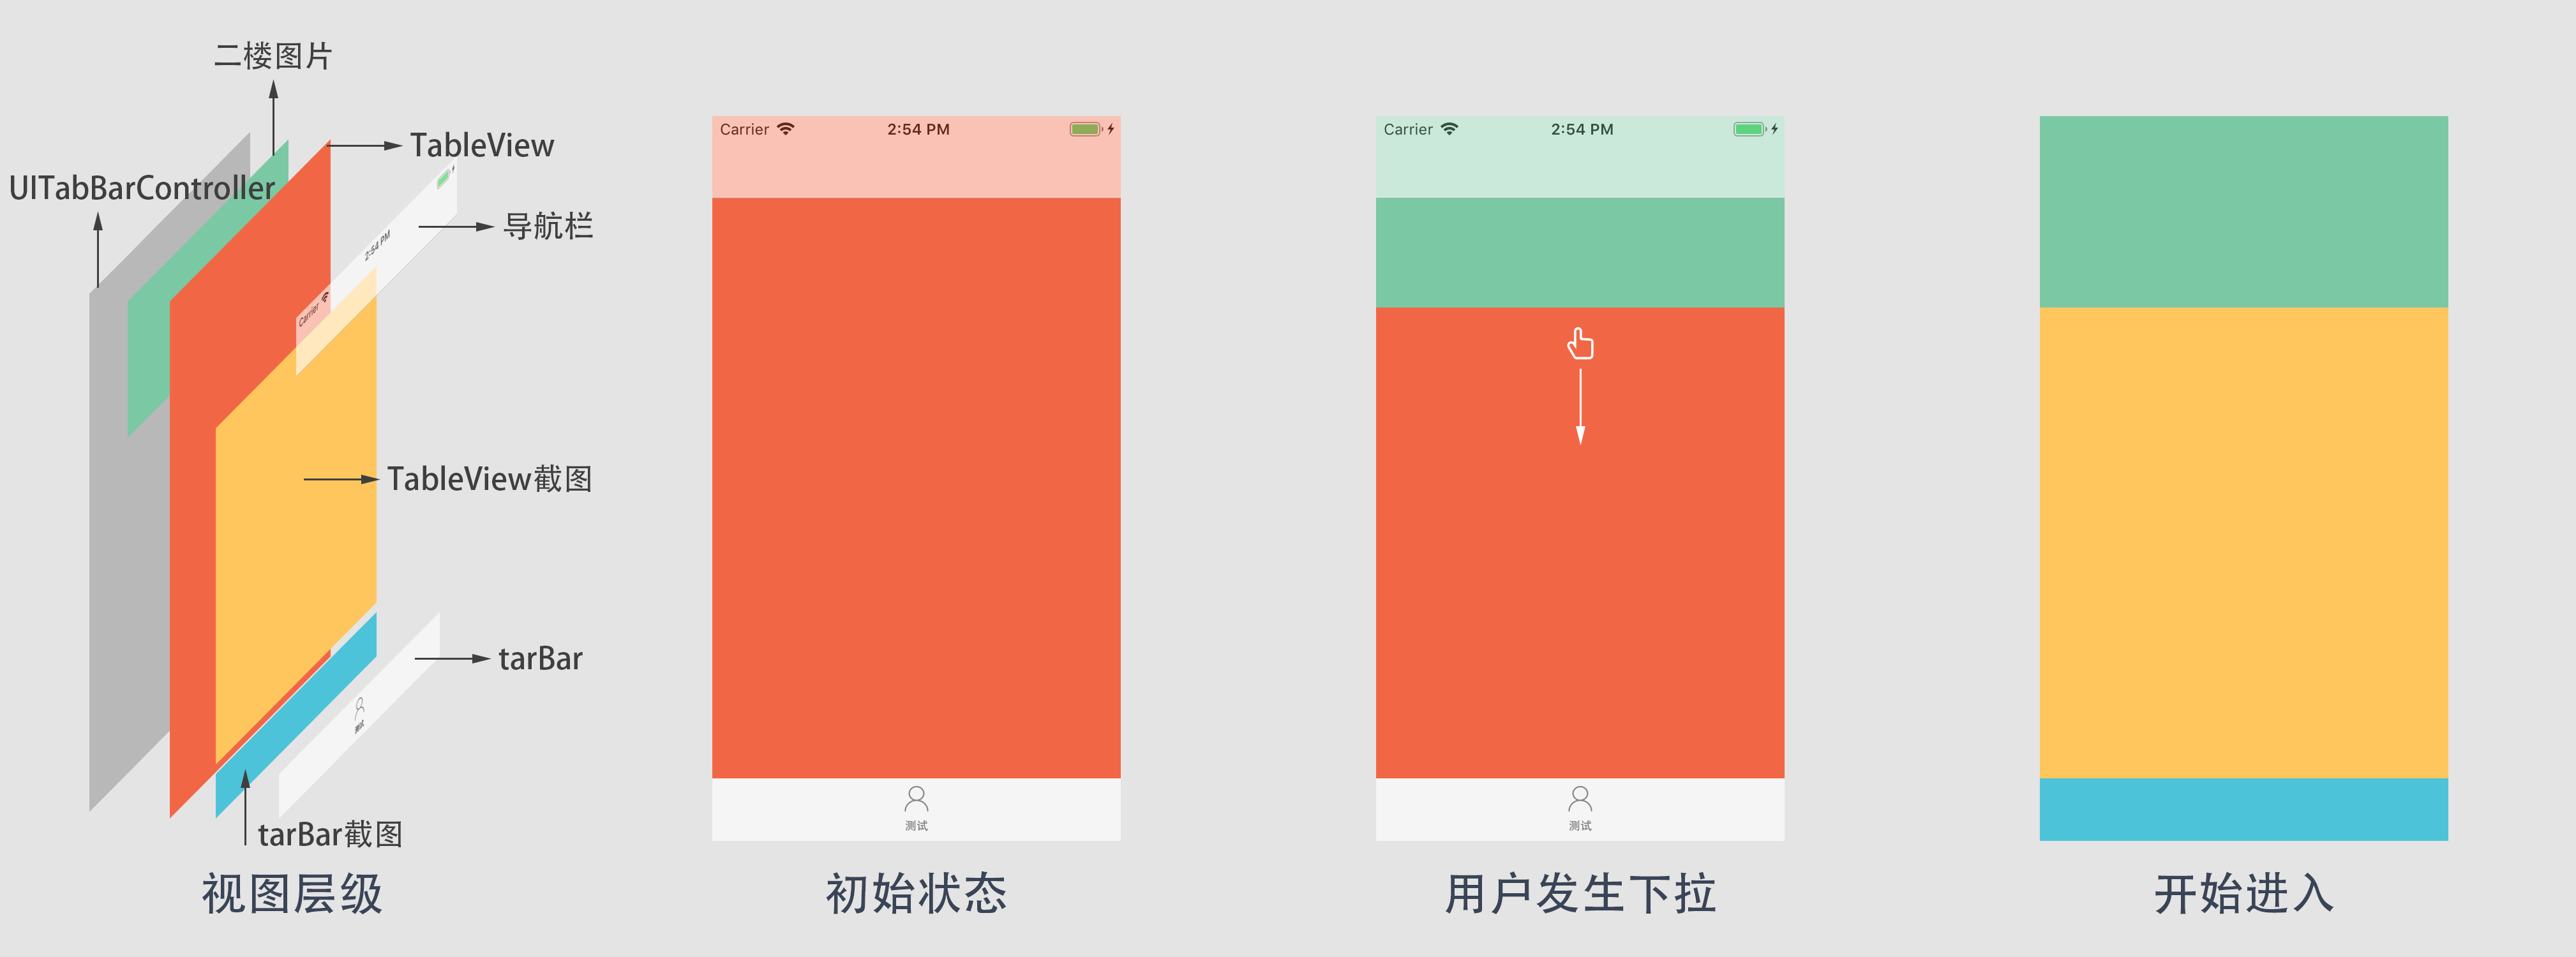 二楼图片
TableView
UITabBarController
导航栏
2:54 PM
Carrier
TableView截图
tarBar
测试
tarBar截图
视图层级
Carrier 2:54 PM
测试
初始状态
Carrier 2:54 PM
测试
用户发生下拉
开始进入